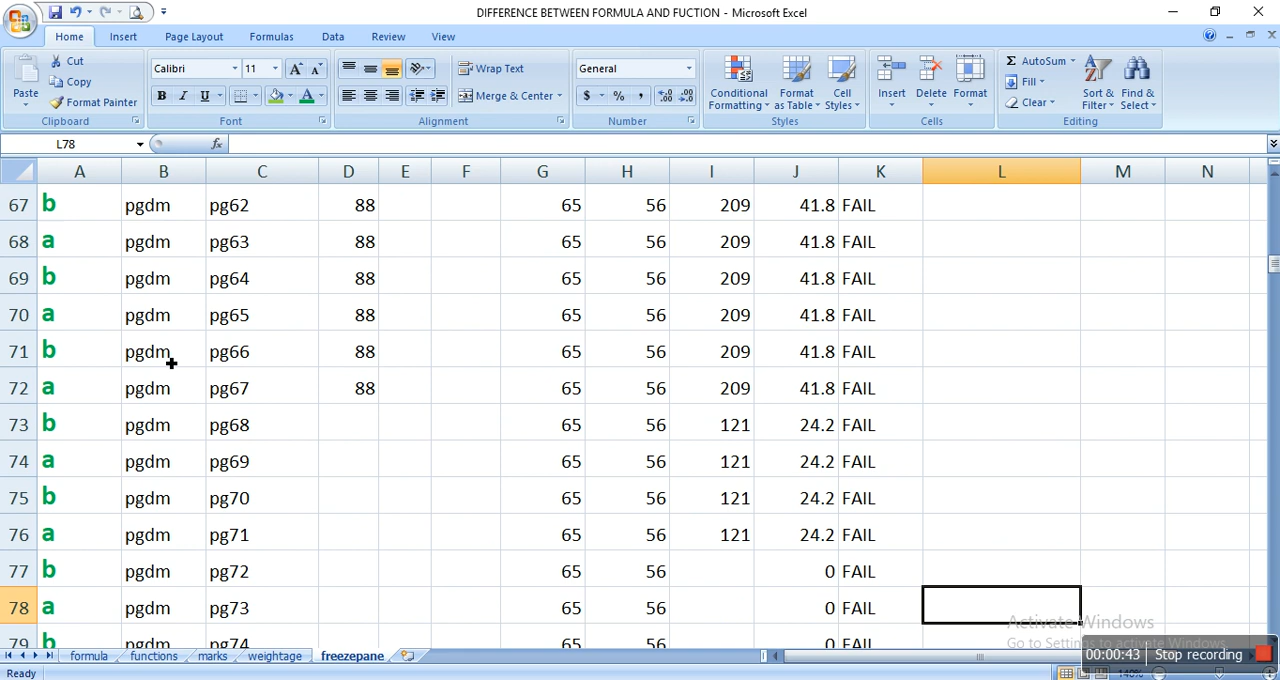 DIFFERENCE BETWEEN FORMULA AND FUCTION - Microsoft Excel
Home Insert Page Layout Formulas Data Review View
Paste Cut Copy Format Painter Clipboard
Calibri 11 A A B I U A Font
Wrap Text Merge & Center Alignment
General $ % , Number
Conditional Formatting Format as Table Cell Styles Styles
Insert Delete Format Cells
Σ AutoSum Fill Clear Sort & Filter Find & Select Editing
L78 fx
A B C D E F G H I J K L M N
67 b pgdm pg62 88 65 56 209 41.8 FAIL
68 a pgdm pg63 88 65 56 209 41.8 FAIL
69 b pgdm pg64 88 65 56 209 41.8 FAIL
70 a pgdm pg65 88 65 56 209 41.8 FAIL
71 b pgdm pg66 88 65 56 209 41.8 FAIL
72 a pgdm pg67 88 65 56 209 41.8 FAIL
73 b pgdm pg68 65 56 121 24.2 FAIL
74 a pgdm pg69 65 56 121 24.2 FAIL
75 b pgdm pg70 65 56 121 24.2 FAIL
76 a pgdm pg71 65 56 121 24.2 FAIL
77 b pgdm pg72 65 56 0 FAIL
78 a pgdm pg73 65 56 0 FAIL
79 b pgdm pg74 65 56 0 FAIL
Activate Windows
Go to Settings to activate Windows.
formula functions marks weightage freezepane
00:00:43 Stop recording
Ready 140%